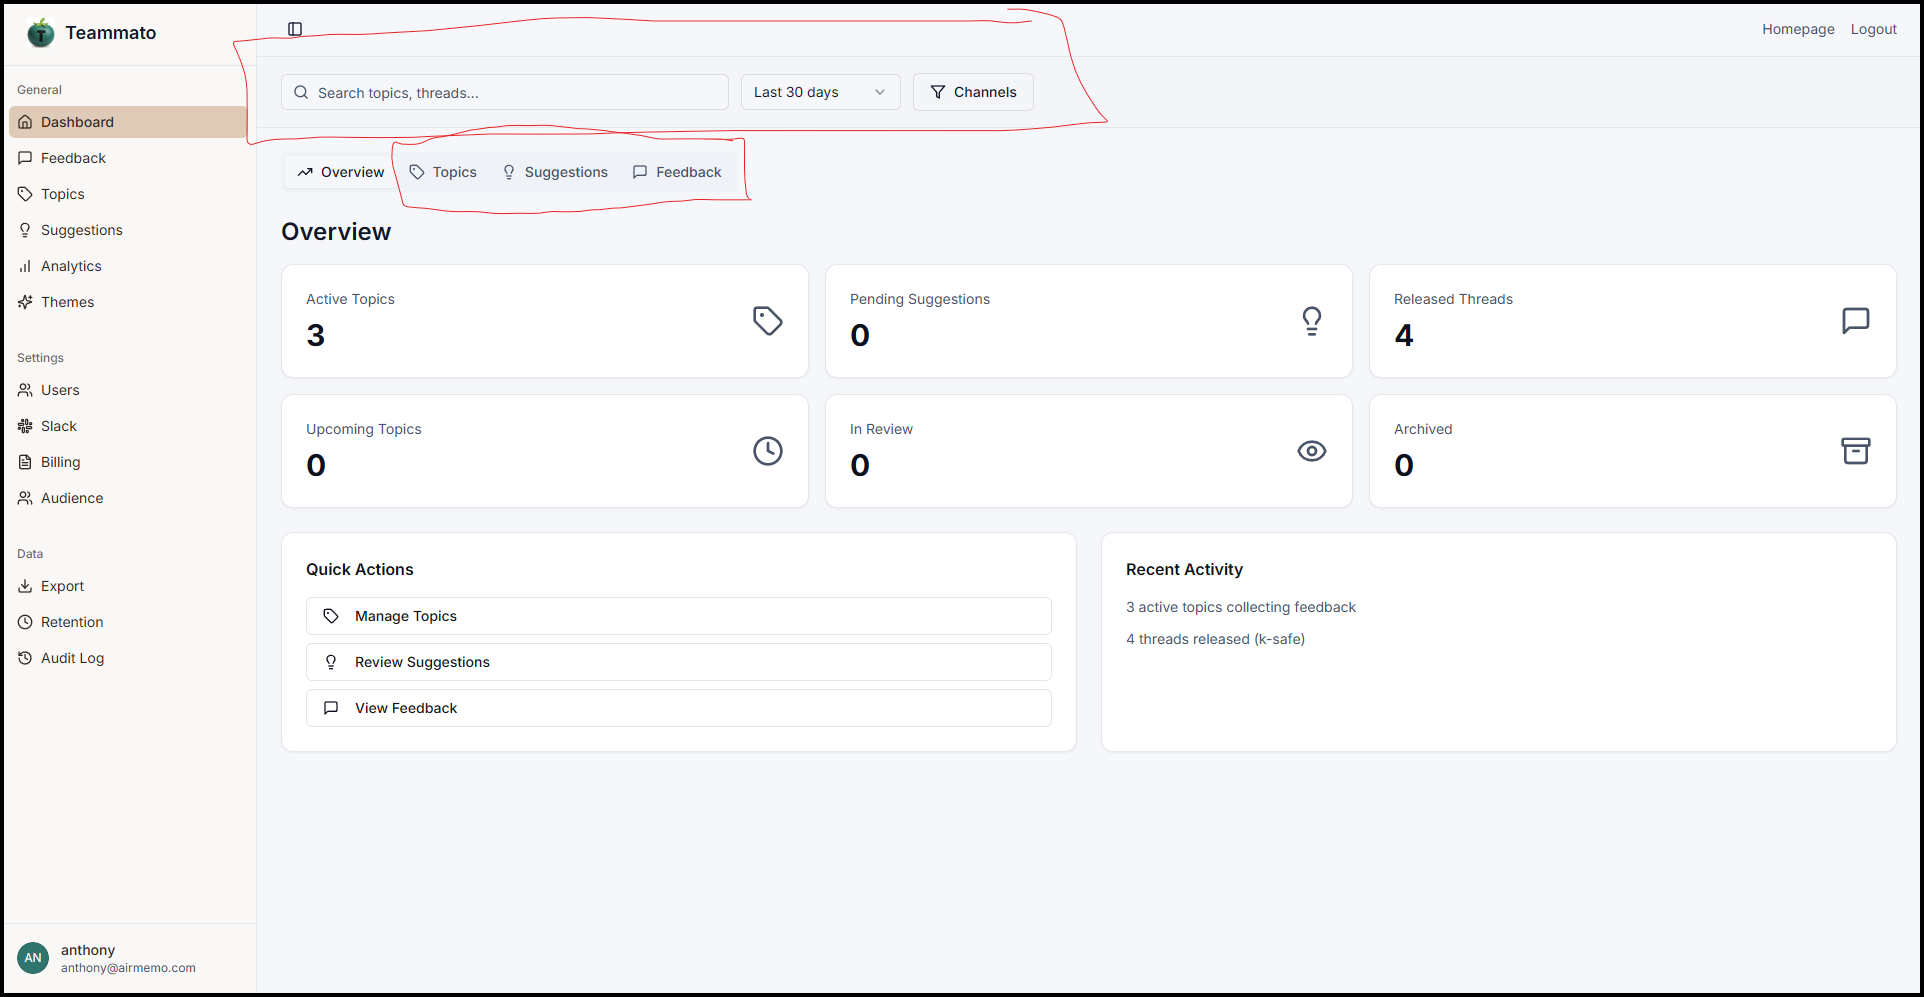 Teammato
Homepage Logout
General
Dashboard
Feedback
Topics
Suggestions
Analytics
Themes
Settings
Users
Slack
Billing
Audience
Data
Export
Retention
Audit Log
AN
anthony
anthony@airmemo.com
Search topics, threads...
Last 30 days
Channels
Overview Topics Suggestions Feedback
Overview
Active Topics
3
Pending Suggestions
0
Released Threads
4
Upcoming Topics
0
In Review
0
Archived
0
Quick Actions
Manage Topics
Review Suggestions
View Feedback
Recent Activity
3 active topics collecting feedback
4 threads released (k-safe)